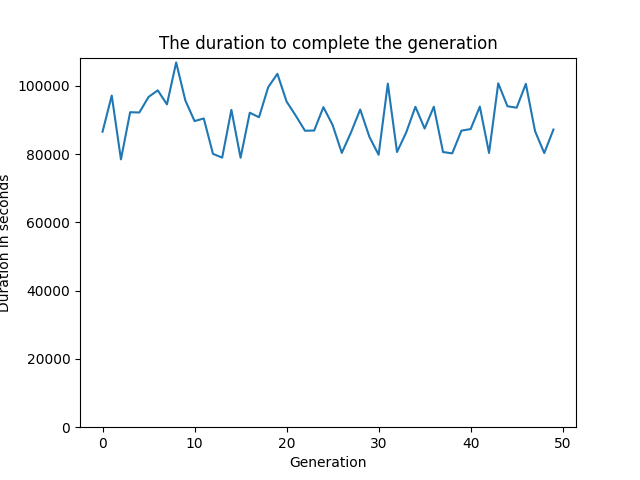 The duration to complete the generation
Duration in seconds
100000
80000
60000
40000
20000
0
0 10 20 30 40 50
Generation